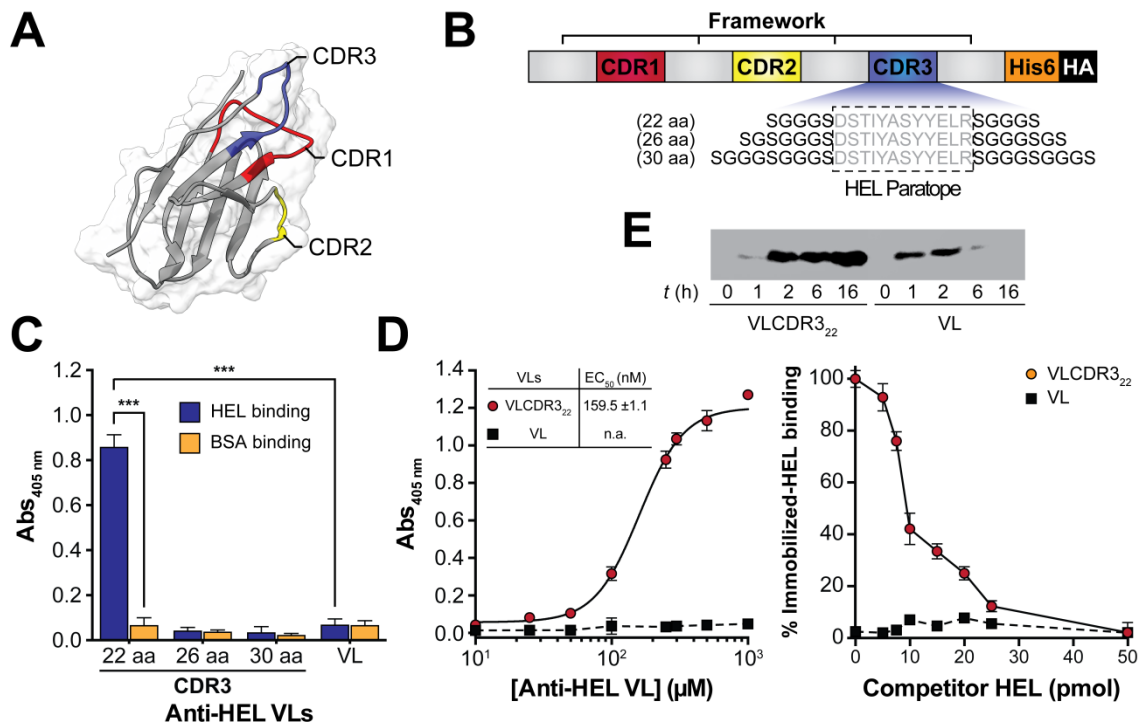 A
CDR3
CDR1
CDR2
B
Framework
CDR1 CDR2 CDR3 His6 HA
(22 aa) SGGGSDSTIYASYYELRSGGGS
(26 aa) SGSGGGSDSTIYASYYELRSGGGSGS
(30 aa) SGGGSGGGSDSTIYASYYELRSGGGSGGGS
HEL Paratope
E
t (h) 0 1 2 6 16 0 1 2 6 16
VLCDR322 VL
C
1.2
1.0
0.8
0.6
0.4
0.2
0.0
Abs405 nm
***
***
HEL binding
BSA binding
22 aa 26 aa 30 aa VL
CDR3
Anti-HEL VLs
D
1.4
1.2
1.0
0.8
0.6
0.4
0.2
0.0
Abs405 nm
VLs EC50 (nM)
VLCDR322 159.5 ±1.1
VL n.a.
10¹ 10² 10³
[Anti-HEL VL] (µM)
VLCDR322
VL
100
80
60
40
20
0
% Immobilized-HEL binding
0 10 20 30 40 50
Competitor HEL (pmol)